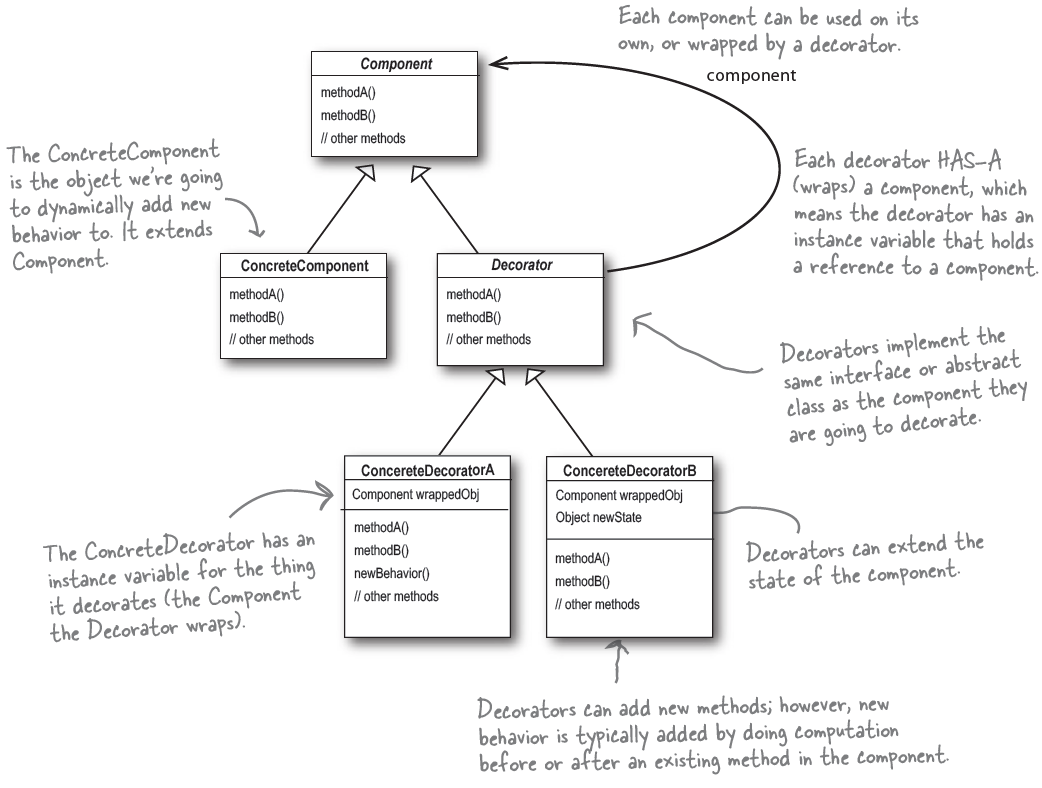 Each component can be used on its
own, or wrapped by a decorator.
component
Component
methodA()
methodB()
// other methods
The ConcreteComponent
is the object we're going
to dynamically add new
behavior to. It extends
Component.
Each decorator HAS-A
(wraps) a component, which
means the decorator has an
instance variable that holds
a reference to a component.
ConcreteComponent
methodA()
methodB()
// other methods
Decorator
methodA()
methodB()
// other methods
Decorators implement the
same interface or abstract
class as the component they
are going to decorate.
ConcereteDecoratorA
Component wrappedObj
methodA()
methodB()
newBehavior()
// other methods
ConcereteDecoratorB
Component wrappedObj
Object newState
methodA()
methodB()
// other methods
The ConcreteDecorator has an
instance variable for the thing
it decorates (the Component
the Decorator wraps).
Decorators can extend the
state of the component.
Decorators can add new methods; however, new
behavior is typically added by doing computation
before or after an existing method in the component.